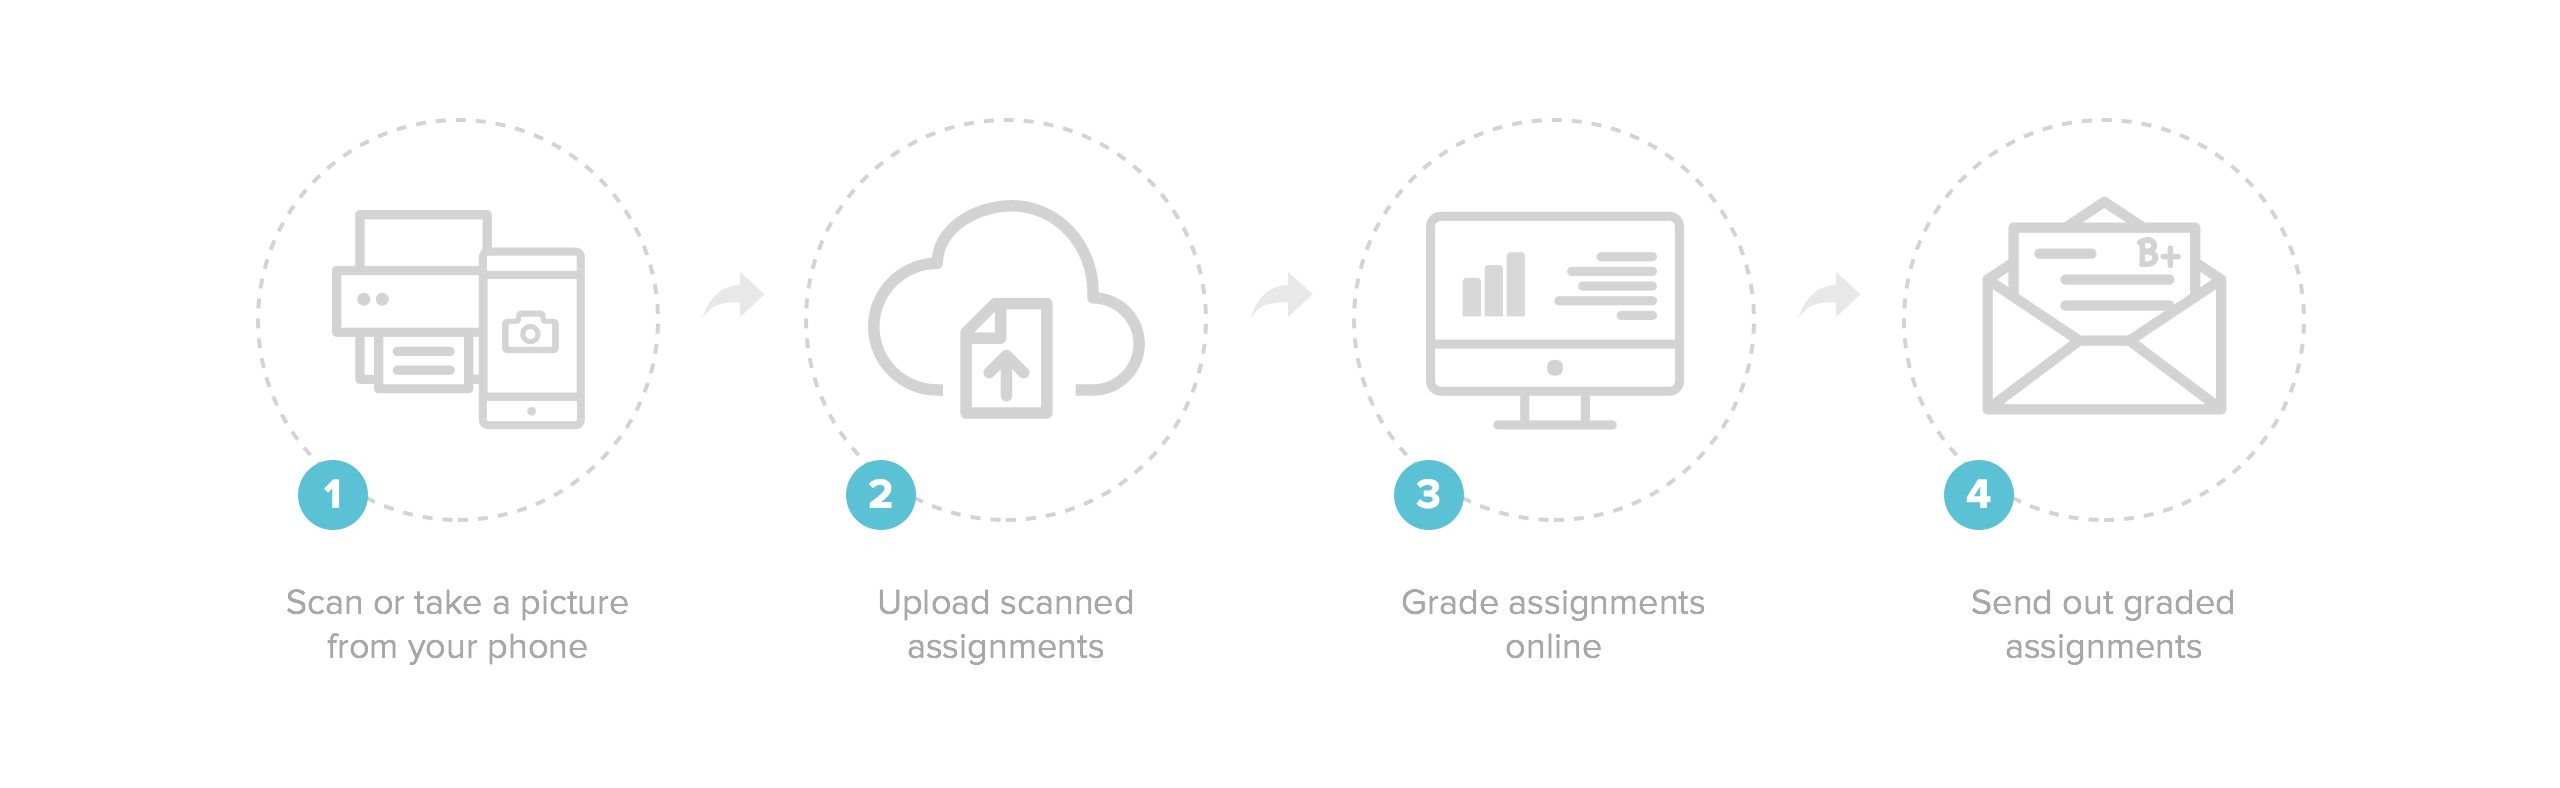 B+
1
2
3
4
Scan or take a picture
from your phone
Upload scanned
assignments
Grade assignments
online
Send out graded
assignments